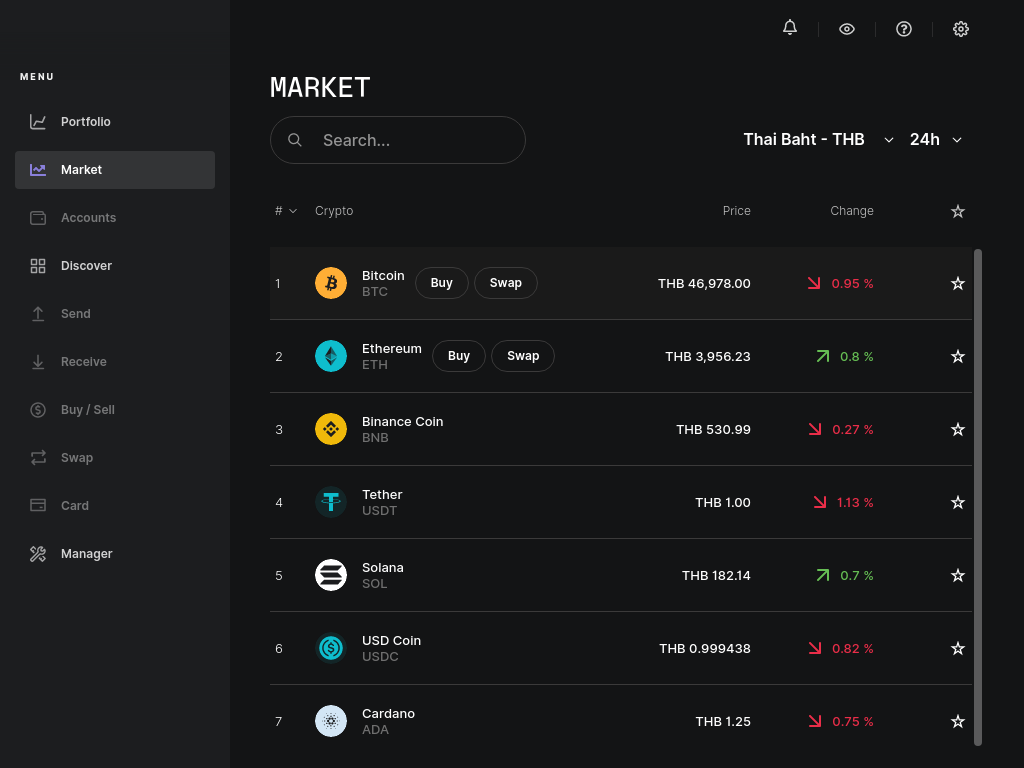 MENU
Portfolio
Market
Accounts
Discover
Send
Receive
Buy / Sell
Swap
Card
Manager
MARKET
Search...
Thai Baht - THB
24h
# Crypto Price Change
1 Bitcoin BTC Buy Swap THB 46,978.00 0.95 %
2 Ethereum ETH Buy Swap THB 3,956.23 0.8 %
3 Binance Coin BNB THB 530.99 0.27 %
4 Tether USDT THB 1.00 1.13 %
5 Solana SOL THB 182.14 0.7 %
6 USD Coin USDC THB 0.999438 0.82 %
7 Cardano ADA THB 1.25 0.75 %